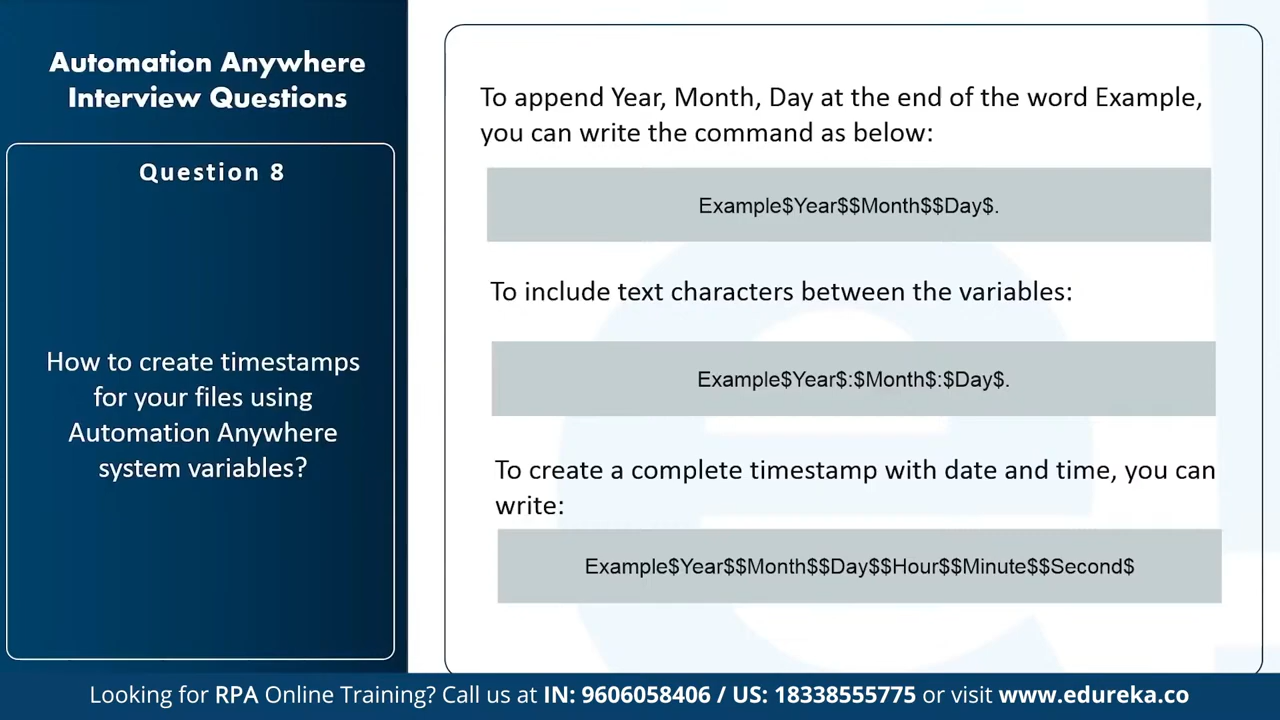 Automation Anywhere
Interview Questions
Question 8
How to create timestamps
for your files using
Automation Anywhere
system variables?
To append Year, Month, Day at the end of the word Example,
you can write the command as below:
Example$Year$$Month$$Day$.
To include text characters between the variables:
Example$Year$:$Month$:$Day$.
To create a complete timestamp with date and time, you can
write:
Example$Year$$Month$$Day$$Hour$$Minute$$Second$
Looking for RPA Online Training? Call us at IN: 9606058406 / US: 18338555775 or visit www.edureka.co